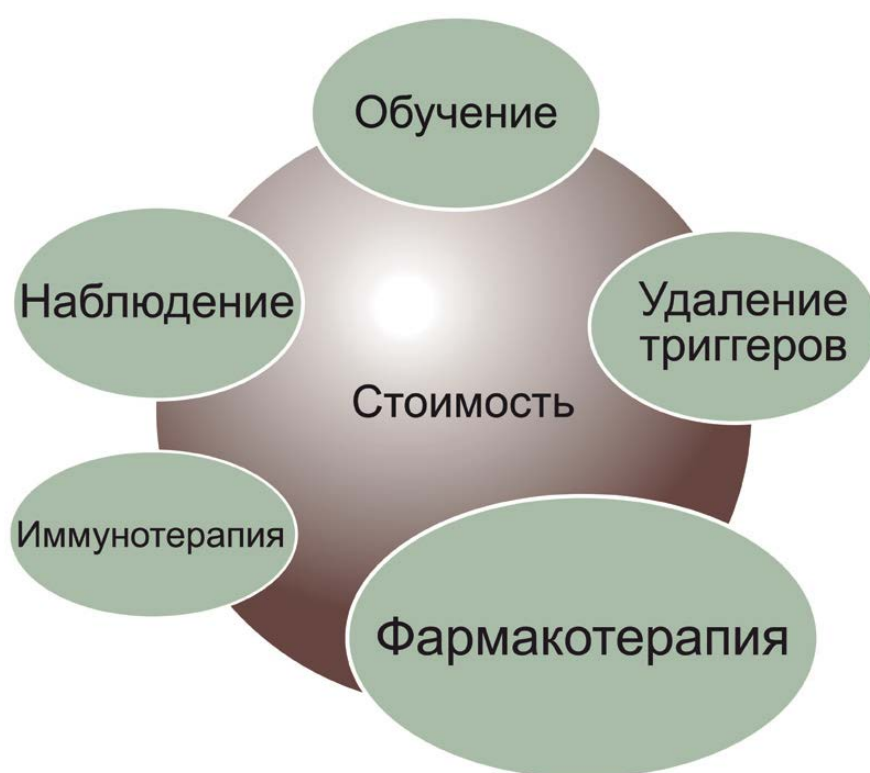 Обучение
Наблюдение
Удаление
триггеров
Стоимость
Иммунотерапия
Фармакотерапия